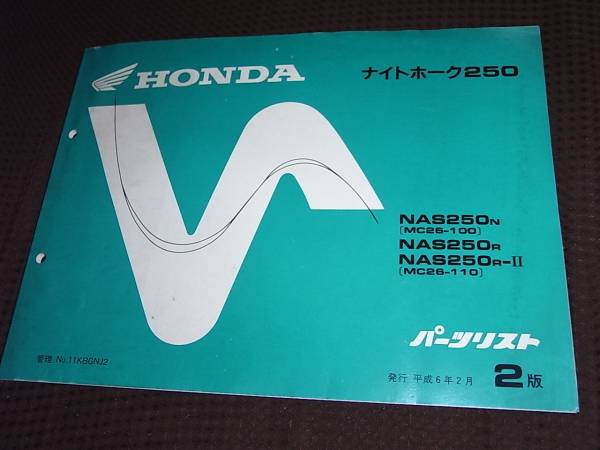 HONDA
ナイトホーク250
NAS250N
(MC26-100)
NAS250R
NAS250R-II
(MC26-110)
パーツリスト
管理 No.11KBGNJ2
発行 平成6年2月 2版